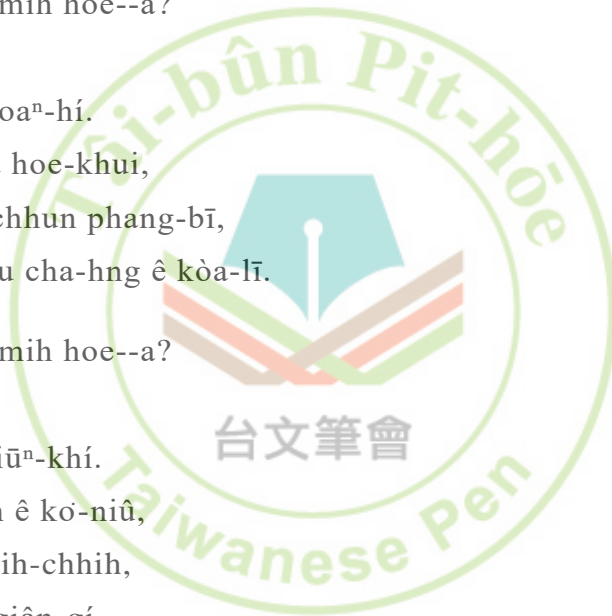 mih hoe--a?
oaⁿ-hí.
hoe-khui,
chhun phang-bī,
u cha-hng ê kòa-lī.
mih hoe--a?
iūⁿ-khí.
ê ko͘-niû,
ih-chhih,
Tâi-bûn Pit-hōe
台文筆會
Taiwanese Pen